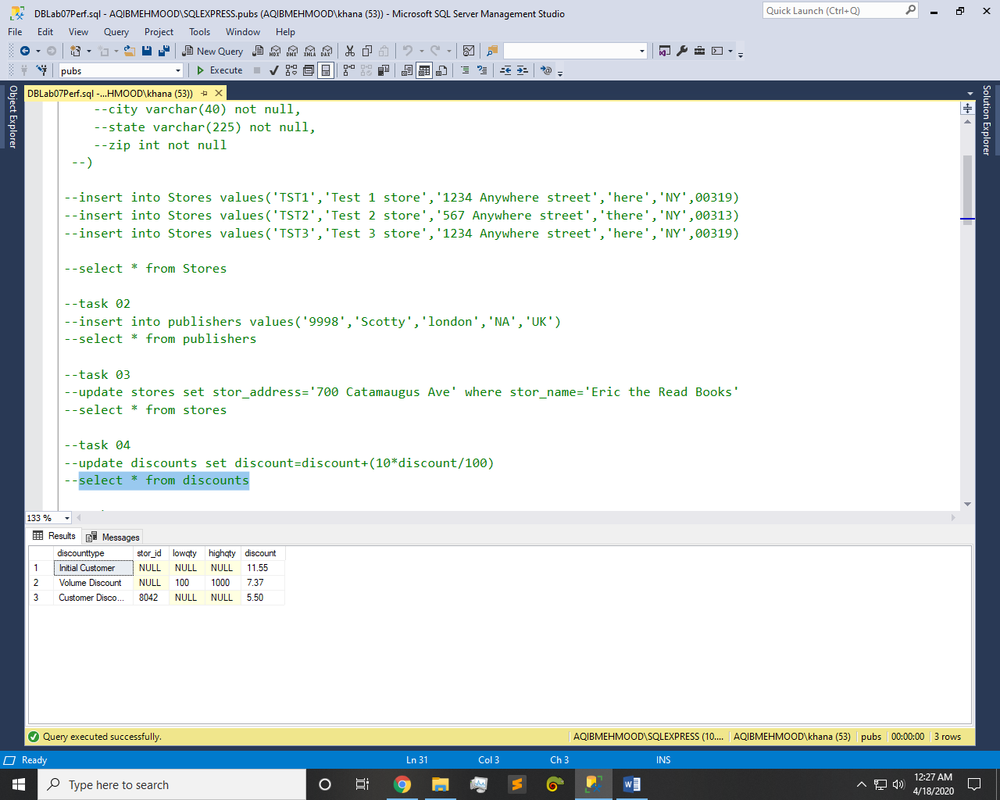 DBLab07Perf.sql - AQIBMEHMOOD\SQLEXPRESS.pubs (AQIBMEHMOOD\khana (53)) - Microsoft SQL Server Management Studio
Quick Launch (Ctrl+Q)
File Edit View Query Project Tools Window Help
New Query MDX DMX XMLA DAX
pubs Execute
DBLab07Perf.sql -...HMOOD\khana (53))
Object Explorer
Solution Explorer
--city varchar(40) not null,
--state varchar(225) not null,
--zip int not null
--)
--insert into Stores values('TST1','Test 1 store','1234 Anywhere street','here','NY',00319)
--insert into Stores values('TST2','Test 2 store','567 Anywhere street','there','NY',00313)
--insert into Stores values('TST3','Test 3 store','1234 Anywhere street','here','NY',00319)
--select * from Stores
--task 02
--insert into publishers values('9998','Scotty','london','NA','UK')
--select * from publishers
--task 03
--update stores set stor_address='700 Catamaugus Ave' where stor_name='Eric the Read Books'
--select * from stores
--task 04
--update discounts set discount=discount+(10*discount/100)
--select * from discounts
133 %
Results Messages
discounttype stor_id lowqty highqty discount
1 Initial Customer NULL NULL NULL 11.55
2 Volume Discount NULL 100 1000 7.37
3 Customer Disco... 8042 NULL NULL 5.50
Query executed successfully. AQIBMEHMOOD\SQLEXPRESS (10.... AQIBMEHMOOD\khana (53) pubs 00:00:00 3 rows
Ready Ln 31 Col 3 Ch 3 INS
Type here to search
12:27 AM
4/18/2020